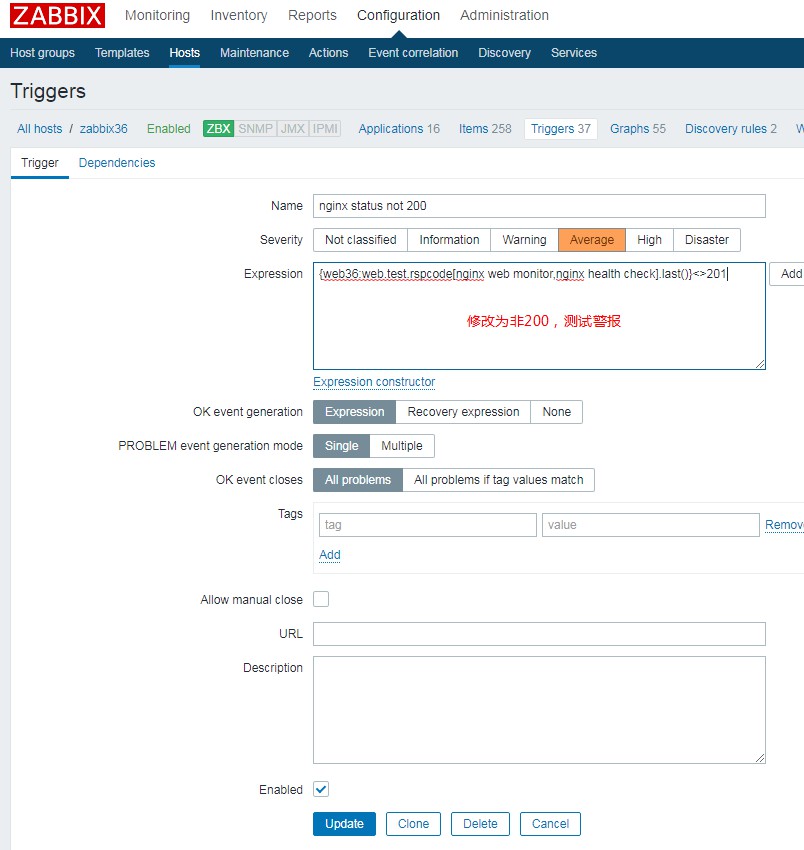 ZABBIX Monitoring Inventory Reports Configuration Administration
Host groups Templates Hosts Maintenance Actions Event correlation Discovery Services
Triggers
All hosts / zabbix36 Enabled ZBX SNMP JMX IPMI Applications 16 Items 258 Triggers 37 Graphs 55 Discovery rules 2 W
Trigger Dependencies
Name nginx status not 200
Severity Not classified Information Warning Average High Disaster
Expression {web36:web.test.rspcode[nginx web monitor,nginx health check].last()}<>201 Add
修改为非200，测试警报
Expression constructor
OK event generation Expression Recovery expression None
PROBLEM event generation mode Single Multiple
OK event closes All problems All problems if tag values match
Tags
tag value Remov
Add
Allow manual close
URL
Description
Enabled
Update Clone Delete Cancel